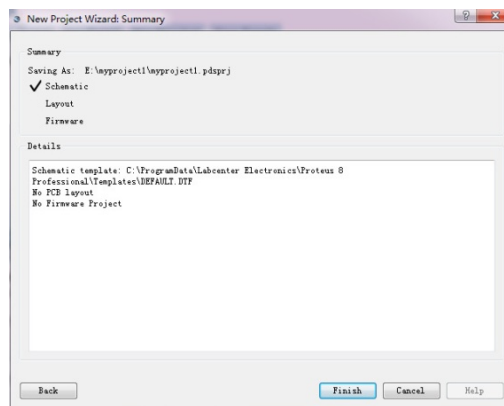 New Project Wizard: Summary
Summary
Saving As: E:\myproject1\myproject1.pdsprj
Schematic
Layout
Firmware
Details
Schematic template: C:\ProgramData\Labcenter Electronics\Proteus 8
Professional\Templates\DEFAULT.DTF
No PCB layout
No Firmware Project
Back
Finish
Cancel
Help